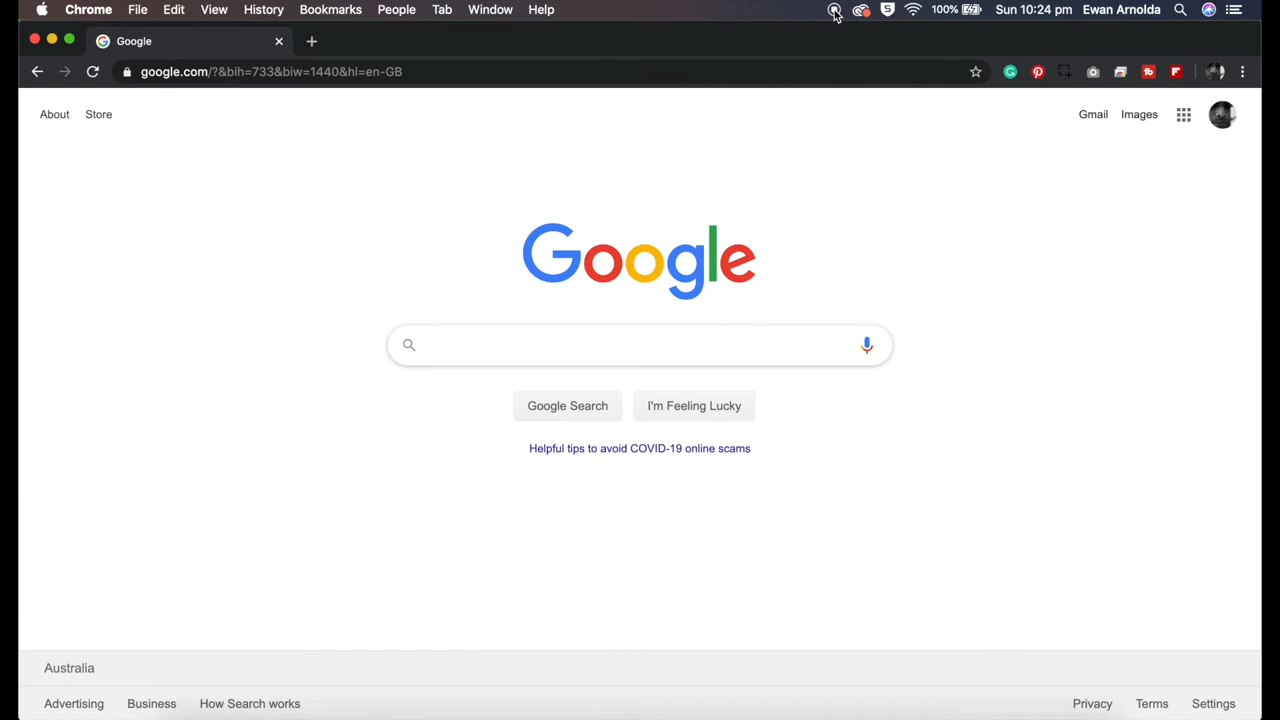 Chrome File Edit View History Bookmarks People Tab Window Help 100% Sun 10:24 pm Ewan Arnolda
Google
google.com/?&bih=733&biw=1440&hl=en-GB
About Store Gmail Images
Google
Google Search I'm Feeling Lucky
Helpful tips to avoid COVID-19 online scams
Australia
Advertising Business How Search works Privacy Terms Settings